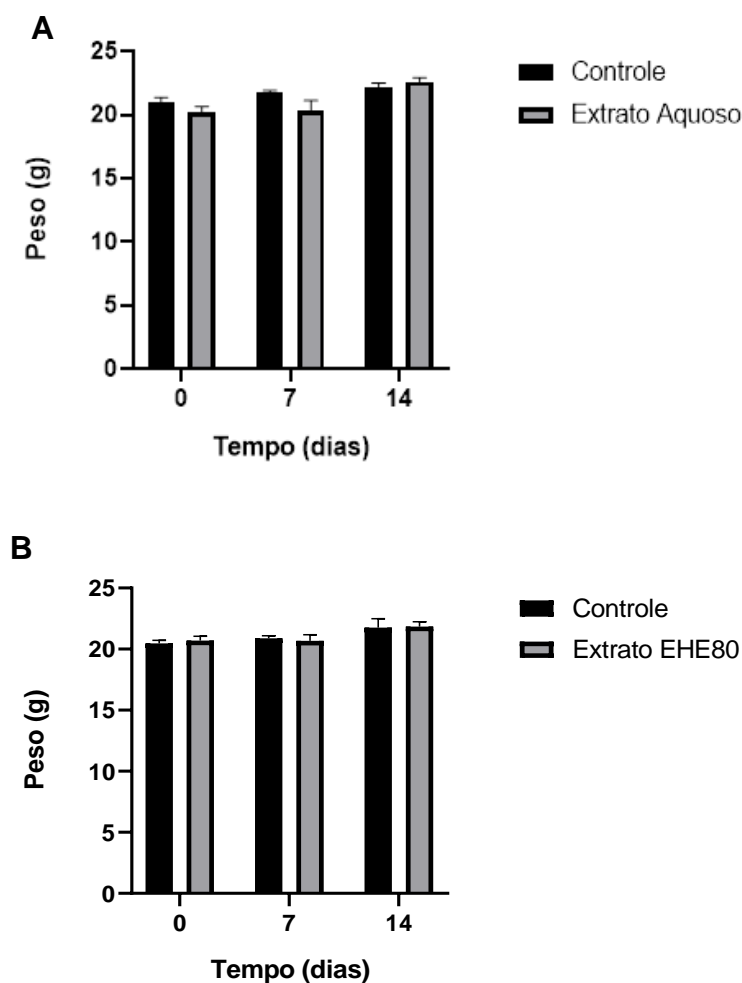 A
25
20
15
10
5
0
Peso (g)
0 7 14
Tempo (dias)
Controle
Extrato Aquoso
B
25
20
15
10
5
0
Peso (g)
0 7 14
Tempo (dias)
Controle
Extrato EHE80